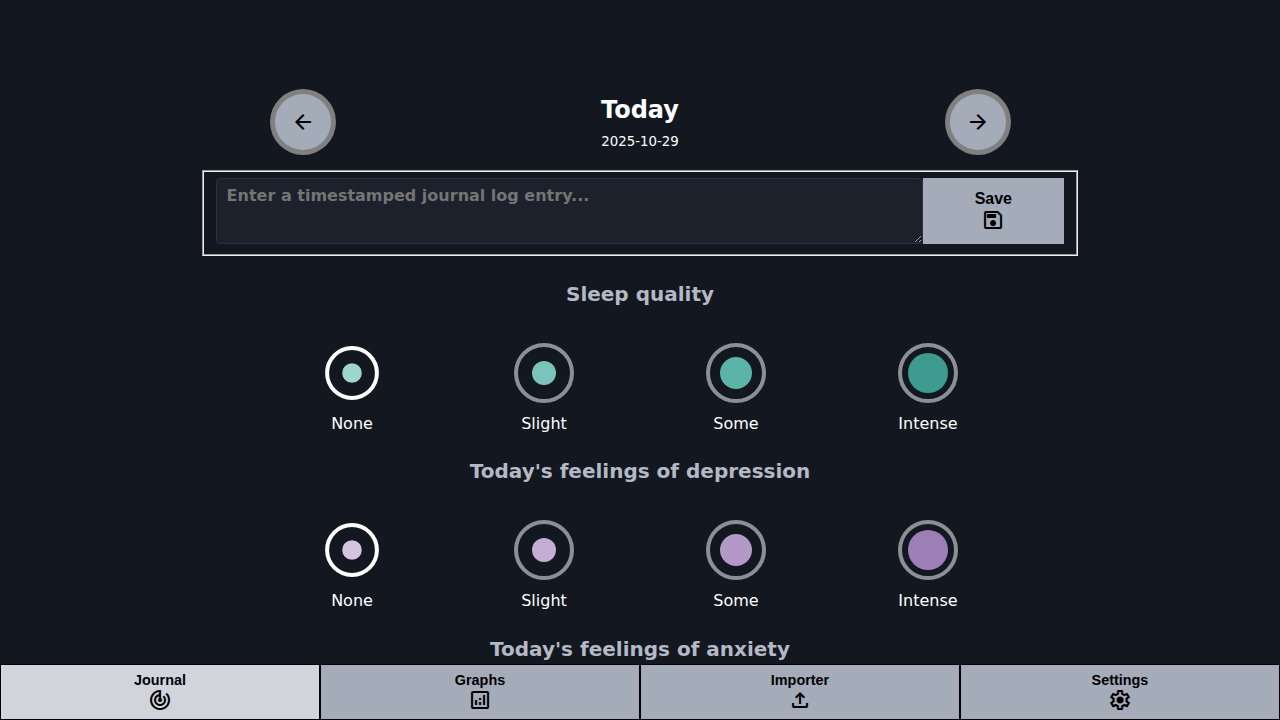 Today
2025-10-29
Enter a timestamped journal log entry...
Save
Sleep quality
None Slight Some Intense
Today's feelings of depression
None Slight Some Intense
Today's feelings of anxiety
Journal Graphs Importer Settings